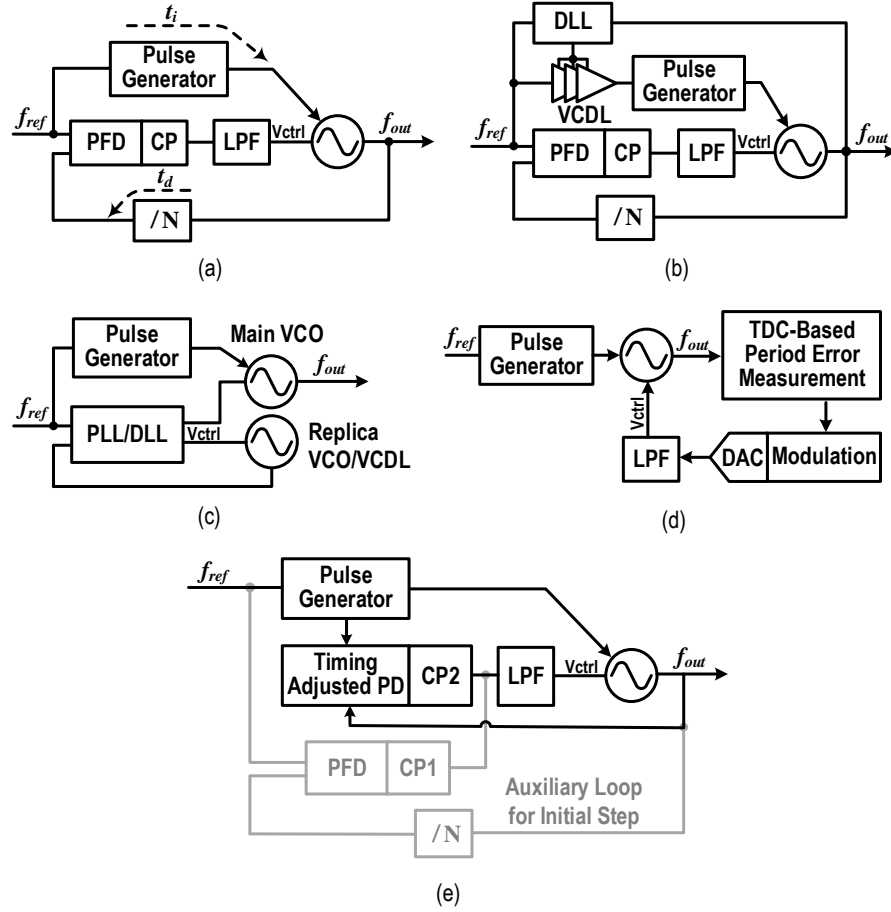 t_i
Pulse
Generator
f_ref
PFD
CP
LPF
Vctrl
f_out
t_d
/N
(a)
DLL
VCDL
Pulse
Generator
f_ref
PFD
CP
LPF
Vctrl
f_out
/N
(b)
Pulse
Generator
Main VCO
f_out
f_ref
PLL/DLL
Vctrl
Replica
VCO/VCDL
(c)
f_ref
Pulse
Generator
f_out
TDC-Based
Period Error
Measurement
Vctrl
LPF
DAC
Modulation
(d)
f_ref
Pulse
Generator
Timing
Adjusted PD
CP2
LPF
Vctrl
f_out
PFD
CP1
Auxiliary Loop
for Initial Step
/N
(e)